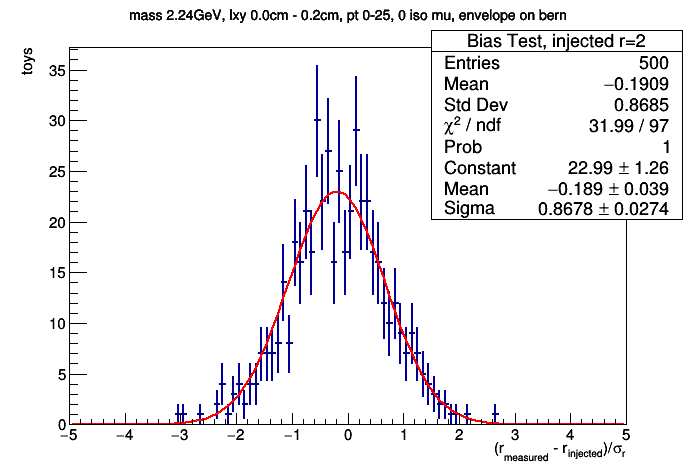 mass 2.24GeV, lxy 0.0cm - 0.2cm, pt 0-25, 0 iso mu, envelope on bern
Bias Test, injected r=2
Entries 500
Mean −0.1909
Std Dev 0.8685
χ² / ndf 31.99 / 97
Prob 1
Constant 22.99 ± 1.26
Mean −0.189 ± 0.039
Sigma 0.8678 ± 0.0274
toys
35
30
25
20
15
10
5
0
−5 −4 −3 −2 −1 0 1 2 3 4 5
(r_measured - r_injected)/σ_r